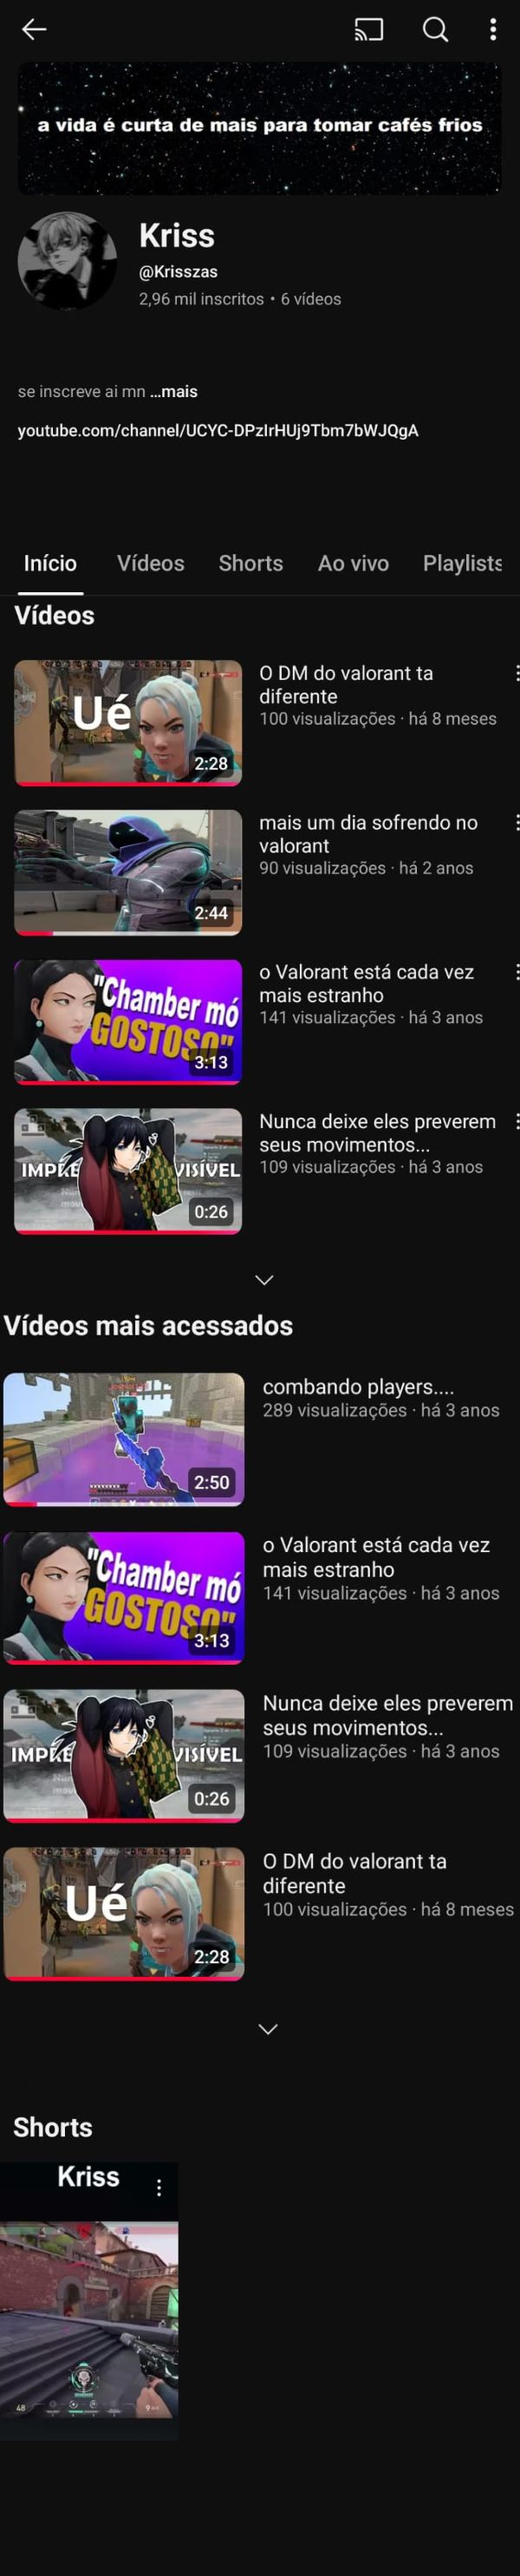 a vida é curta de mais para tomar cafés frios
Kriss
@Krisszas
2,96 mil inscritos • 6 vídeos
se inscreve ai mn ...mais
youtube.com/channel/UCYC-DPzIrHUj9Tbm7bWJQgA
Início Vídeos Shorts Ao vivo Playlists
Vídeos
Ué
2:28
O DM do valorant ta
diferente
100 visualizações · há 8 meses
2:44
mais um dia sofrendo no
valorant
90 visualizações · há 2 anos
"Chamber mó
GOSTOSO"
3:13
o Valorant está cada vez
mais estranho
141 visualizações · há 3 anos
0:26
Nunca deixe eles preverem
seus movimentos...
109 visualizações · há 3 anos
Vídeos mais acessados
2:50
combando players....
289 visualizações · há 3 anos
"Chamber mó
GOSTOSO"
3:13
o Valorant está cada vez
mais estranho
141 visualizações · há 3 anos
0:26
Nunca deixe eles preverem
seus movimentos...
109 visualizações · há 3 anos
Ué
2:28
O DM do valorant ta
diferente
100 visualizações · há 8 meses
Shorts
Kriss
48